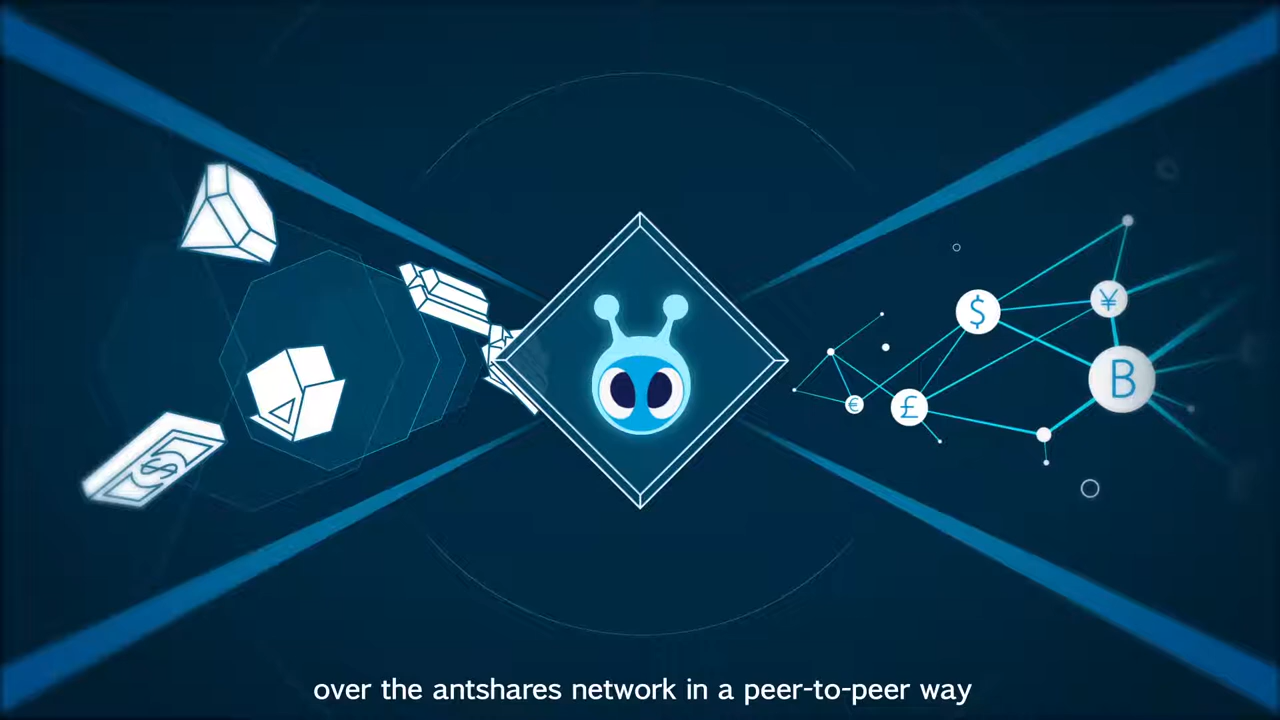 $
$
¥
€
£
B
over the antshares network in a peer-to-peer way